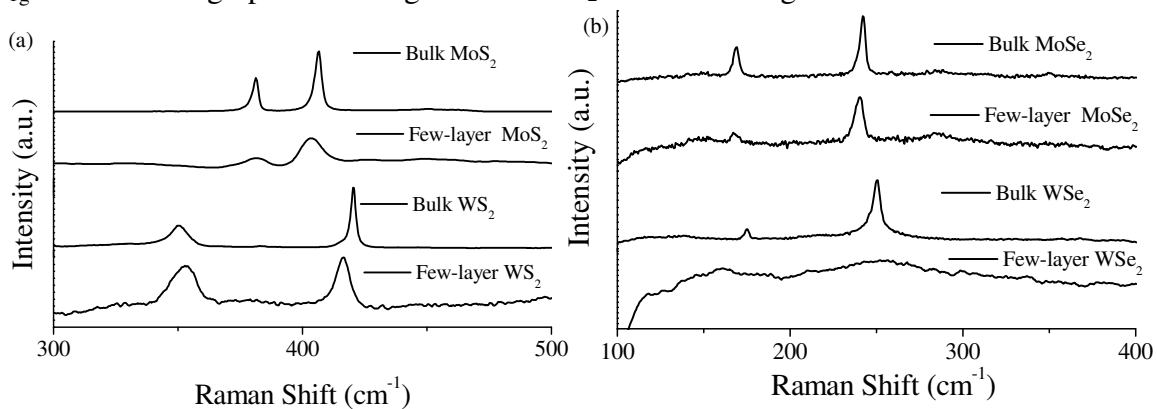 (a)
Bulk MoS2
Few-layer MoS2
Bulk WS2
Few-layer WS2
Intensity (a.u.)
300 400 500
Raman Shift (cm-1)
(b)
Bulk MoSe2
Few-layer MoSe2
Bulk WSe2
Few-layer WSe2
Intensity (a.u.)
100 200 300 400
Raman Shift (cm-1)